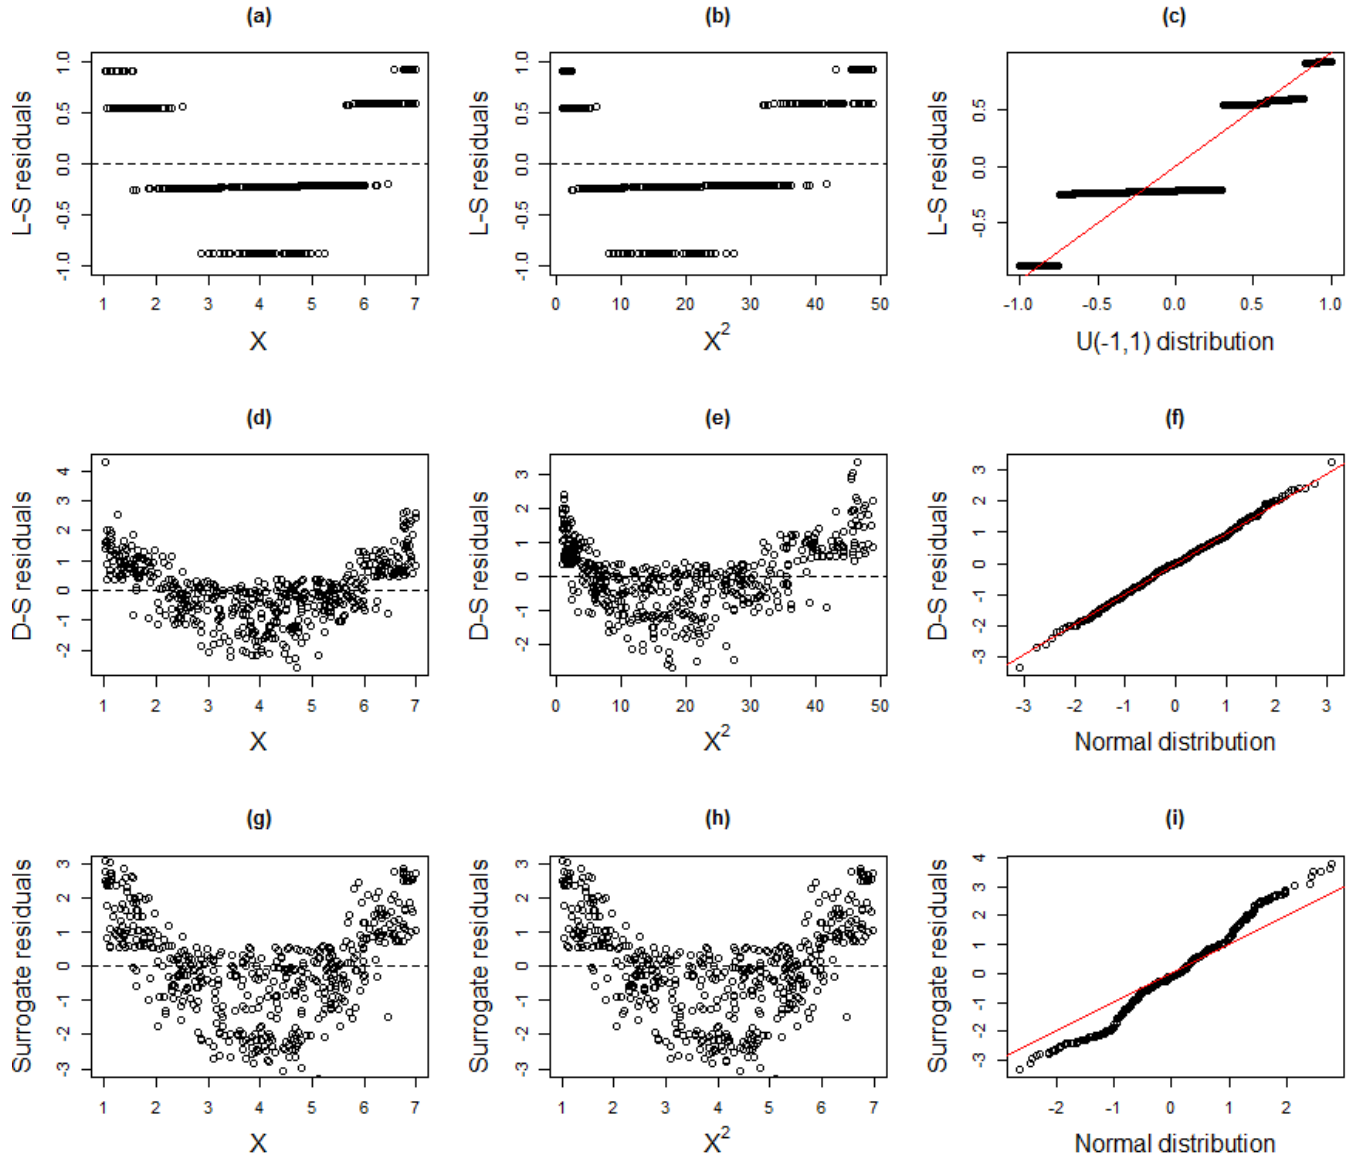 (a)
(b)
(c)
L-S residuals
1.0
0.5
0.0
-0.5
-1.0
1 2 3 4 5 6 7
X
L-S residuals
1.0
0.5
0.0
-0.5
-1.0
0 10 20 30 40 50
X²
L-S residuals
0.5
0.0
-0.5
-1.0 -0.5 0.0 0.5 1.0
U(-1,1) distribution
(d)
(e)
(f)
D-S residuals
4
3
2
1
0
-1
-2
1 2 3 4 5 6 7
X
D-S residuals
3
2
1
0
-1
-2
0 10 20 30 40 50
X²
D-S residuals
3
2
1
0
-1
-2
-3
-3 -2 -1 0 1 2 3
Normal distribution
(g)
(h)
(i)
Surrogate residuals
3
2
1
0
-1
-2
-3
1 2 3 4 5 6 7
X
Surrogate residuals
3
2
1
0
-1
-2
-3
1 2 3 4 5 6 7
X²
Surrogate residuals
4
3
2
1
0
-1
-2
-3
-2 -1 0 1 2
Normal distribution